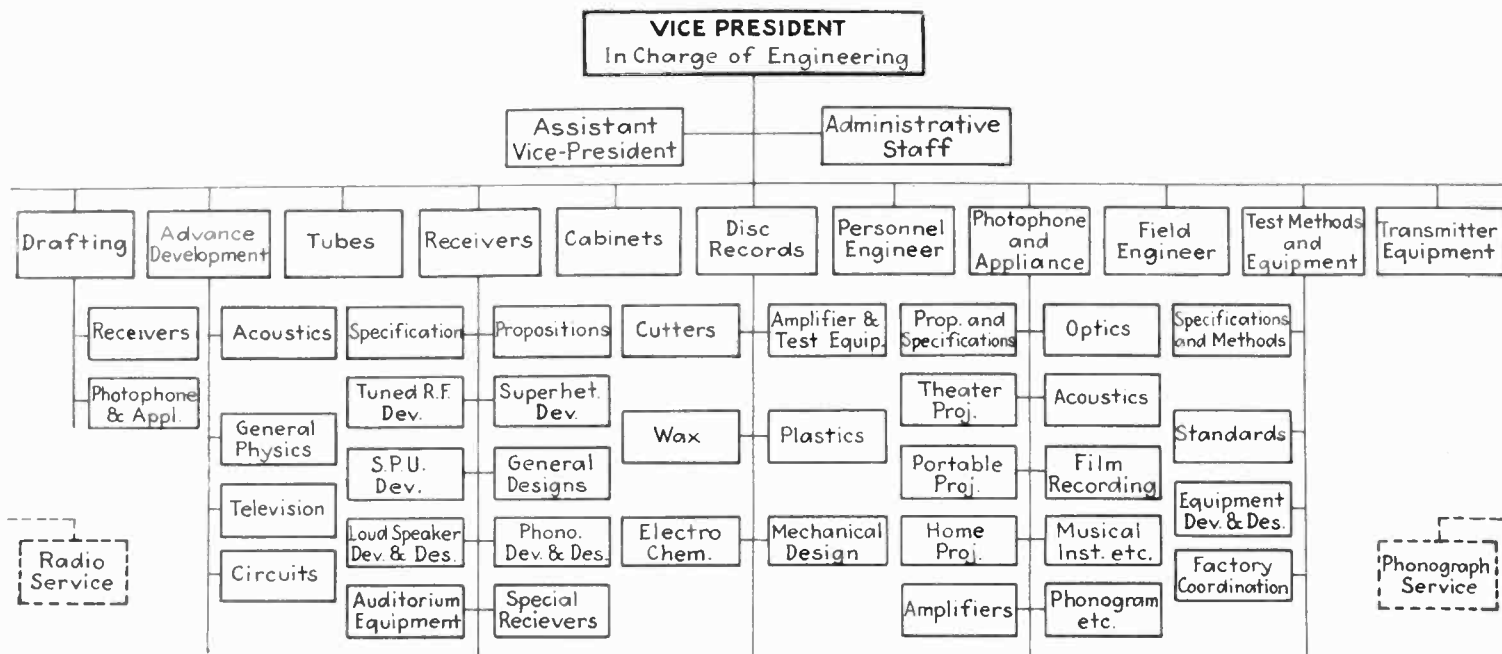 VICE PRESIDENT
In Charge of Engineering
Assistant
Vice-President
Administrative
Staff
Drafting
Advance
Development
Tubes
Receivers
Cabinets
Disc
Records
Personnel
Engineer
Photophone
and
Appliance
Field
Engineer
Test Methods
and
Equipment
Transmitter
Equipment
Receivers
Acoustics
Specification
Propositions
Cutters
Amplifier &
Test Equip.
Prop. and
Specifications
Optics
Specifications
and Methods
Photophone
& Appl.
General
Physics
Tuned R.F.
Dev.
Superhet.
Dev.
Wax
Plastics
Theater
Proj.
Acoustics
Standards
Television
S.P.U.
Dev.
General
Designs
Portable
Proj.
Film
Recording
Equipment
Dev. & Des.
Radio
Service
Circuits
Loud Speaker
Dev. & Des.
Phono.
Dev. & Des.
Electro
Chem.
Mechanical
Design
Home
Proj.
Musical
Inst. etc.
Factory
Coordination
Phonograph
Service
Auditorium
Equipment
Special
Recievers
Amplifiers
Phonogram
etc.